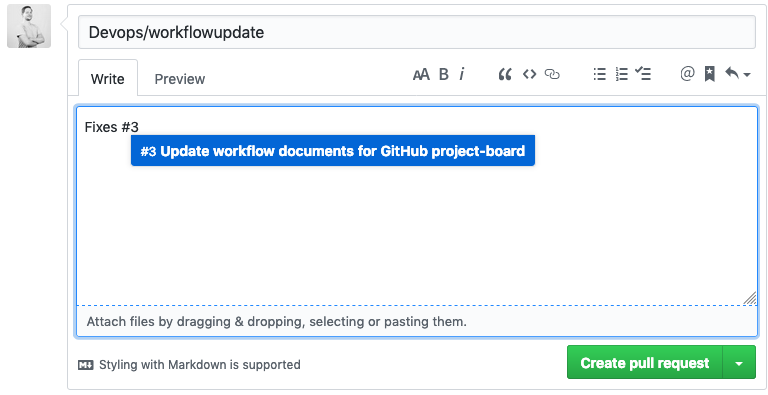 Devops/workflowupdate
Write Preview AA B i @
Fixes #3
#3 Update workflow documents for GitHub project-board
Attach files by dragging & dropping, selecting or pasting them.
Styling with Markdown is supported
Create pull request